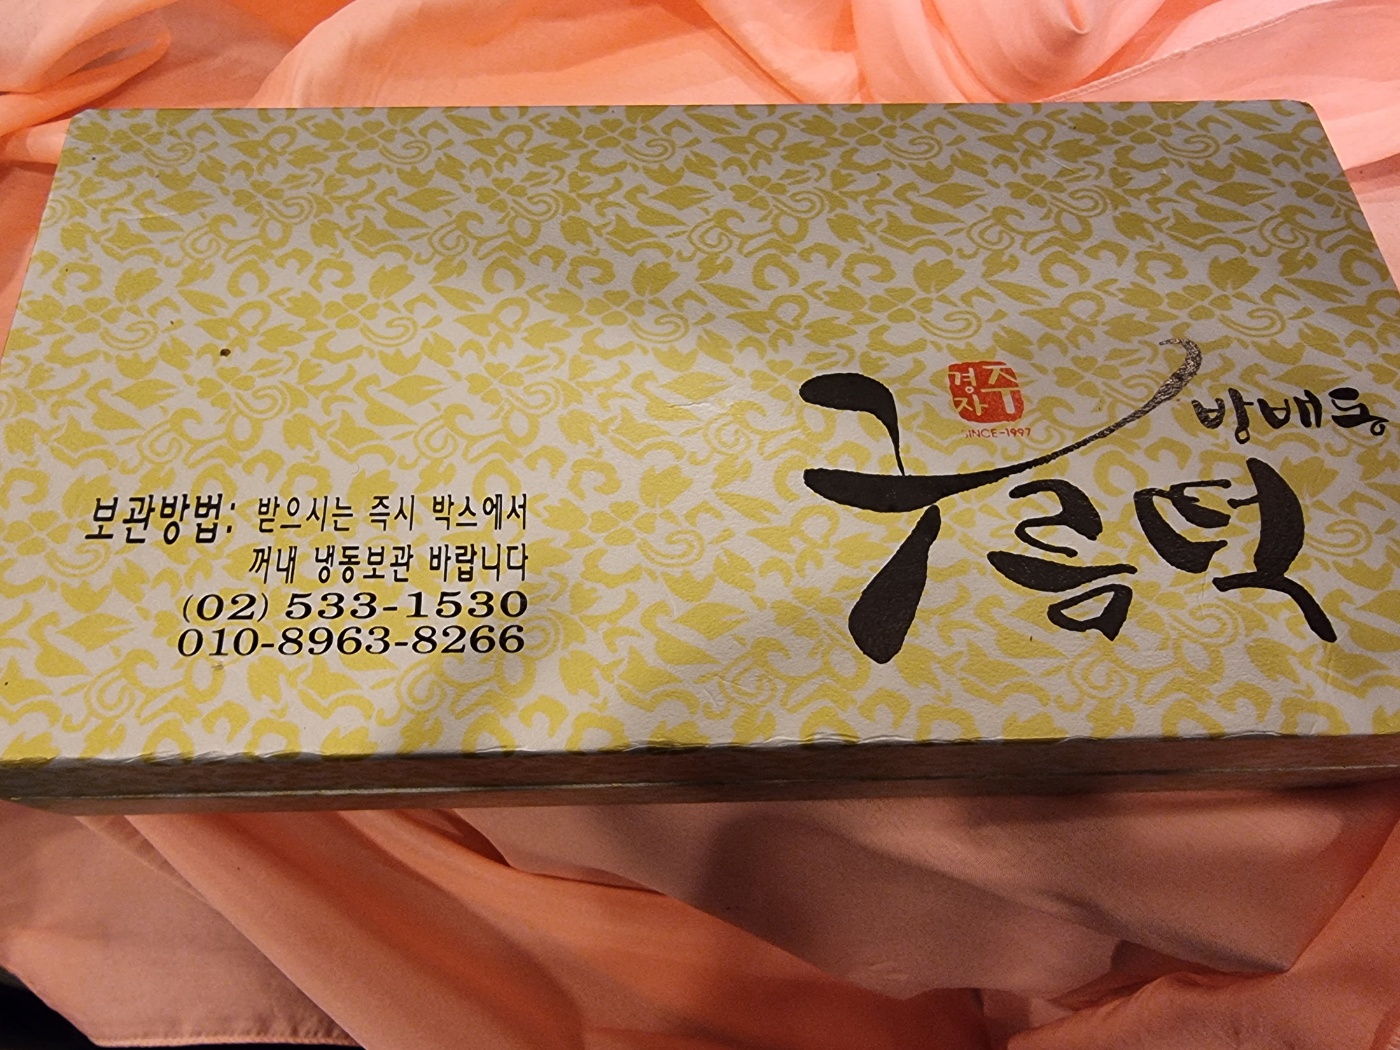 경주
자
SINCE-1997
방배동
구름떡
보관방법: 받으시는 즉시 박스에서
꺼내 냉동보관 바랍니다
(02) 533-1530
010-8963-8266